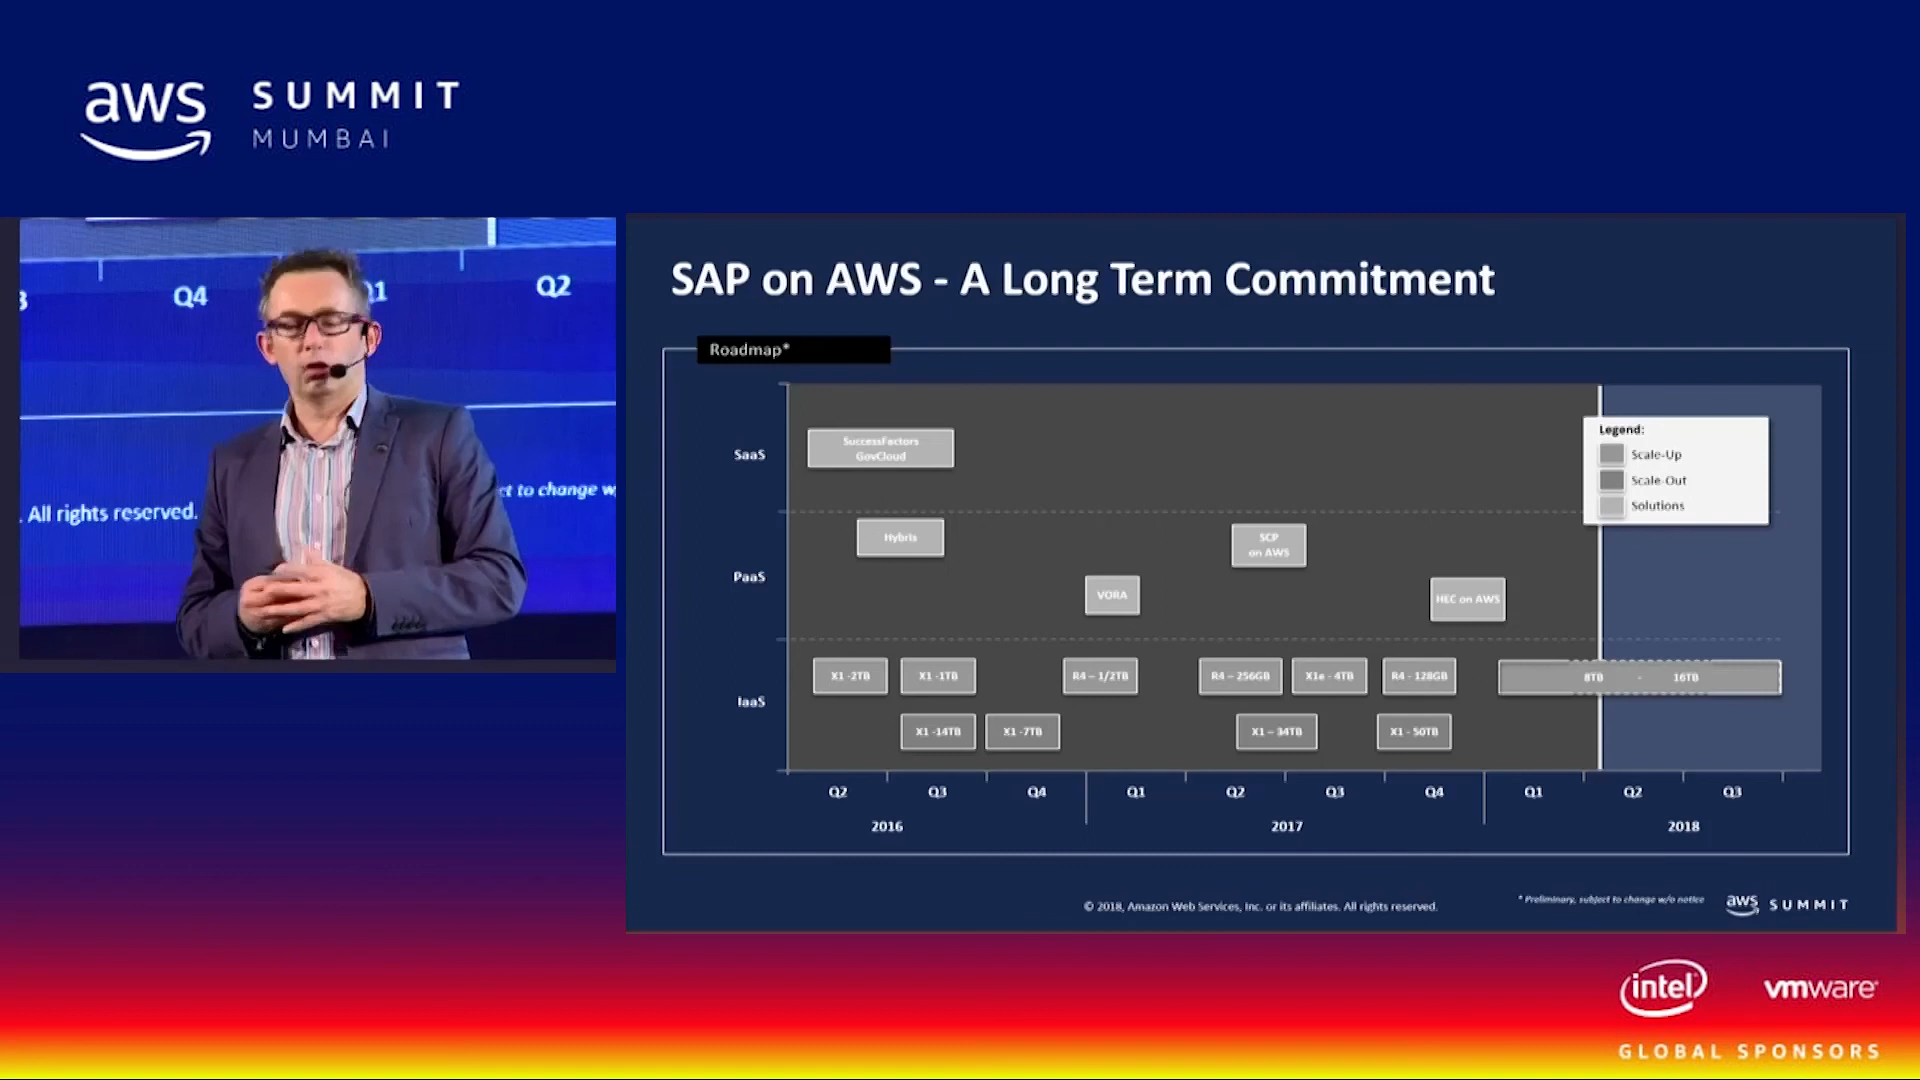 aws SUMMIT
MUMBAI
Q4
Q1
Q2
. All rights reserved.
ct to change w
SAP on AWS - A Long Term Commitment
Roadmap*
SaaS
SuccessFactors
GovCloud
Legend:
Scale-Up
Scale-Out
Solutions
PaaS
Hybris
SCP
on AWS
VORA
HEC on AWS
IaaS
X1 -2TB
X1 -1TB
R4 – 1/2TB
R4 – 256GB
X1e - 4TB
R4 - 128GB
8TB - 16TB
X1 -14TB
X1 -7TB
X1 – 34TB
X1 - 50TB
Q2 Q3 Q4 Q1 Q2 Q3 Q4 Q1 Q2 Q3
2016 2017 2018
© 2018, Amazon Web Services, Inc. or its affiliates. All rights reserved.
* Preliminary, subject to change w/o notice
aws SUMMIT
intel
vmware
GLOBAL SPONSORS